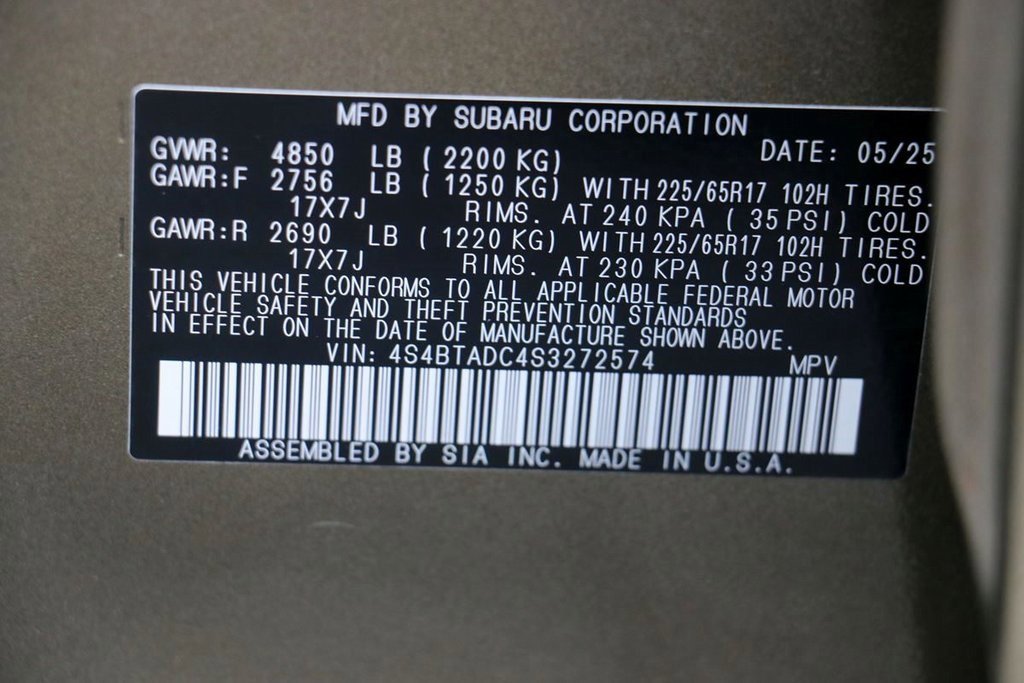 MFD BY SUBARU CORPORATION
GVWR: 4850 LB ( 2200 KG) DATE: 05/25
GAWR:F 2756 LB ( 1250 KG) WITH 225/65R17 102H TIRES.
17X7J RIMS. AT 240 KPA ( 35 PSI) COLD
GAWR:R 2690 LB ( 1220 KG) WITH 225/65R17 102H TIRES.
17X7J RIMS. AT 230 KPA ( 33 PSI) COLD
THIS VEHICLE CONFORMS TO ALL APPLICABLE FEDERAL MOTOR
VEHICLE SAFETY AND THEFT PREVENTION STANDARDS
IN EFFECT ON THE DATE OF MANUFACTURE SHOWN ABOVE.
VIN: 4S4BTADC4S3272574 MPV
ASSEMBLED BY SIA INC. MADE IN U.S.A.